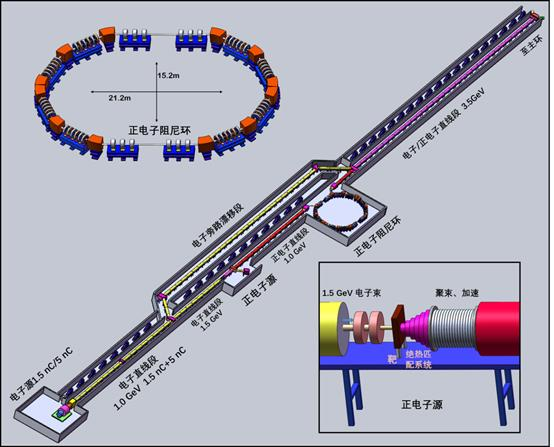 15.2m
21.2m
正电子阻尼环
至主环
电子/正电子直线段 3.5GeV
电子旁路漂移段
正电子直线段
1.0 GeV
正电子阻尼环
正电子源
电子直线段
1.5 GeV
电子源1.5 nC/5 nC
电子直线段
1.0 GeV 1.5 nC+5 nC
1.5 GeV 电子束
聚束、加速
靶
绝热匹
配系统
正电子源